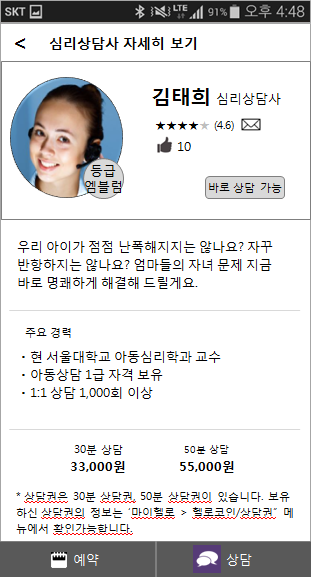 SKT LTE 91% 오후 4:48
< 심리상담사 자세히 보기
김태희 심리상담사
★★★★★ (4.6)
10
등급
엠블럼
바로 상담 가능
우리 아이가 점점 난폭해지지는 않나요? 자꾸
반항하지는 않나요? 엄마들의 자녀 문제 지금
바로 명쾌하게 해결해 드릴게요.
주요 경력
· 현 서울대학교 아동심리학과 교수
· 아동상담 1급 자격 보유
· 1:1 상담 1,000회 이상
30분 상담 50분 상담
33,000원 55,000원
* 상담권은 30분 상담권, 50분 상담권이 있습니다. 보유
하신 상담권의 정보는 '마이헬로 > 헬로코인/상담권" 메
뉴에서 확인가능합니다.
예약 상담